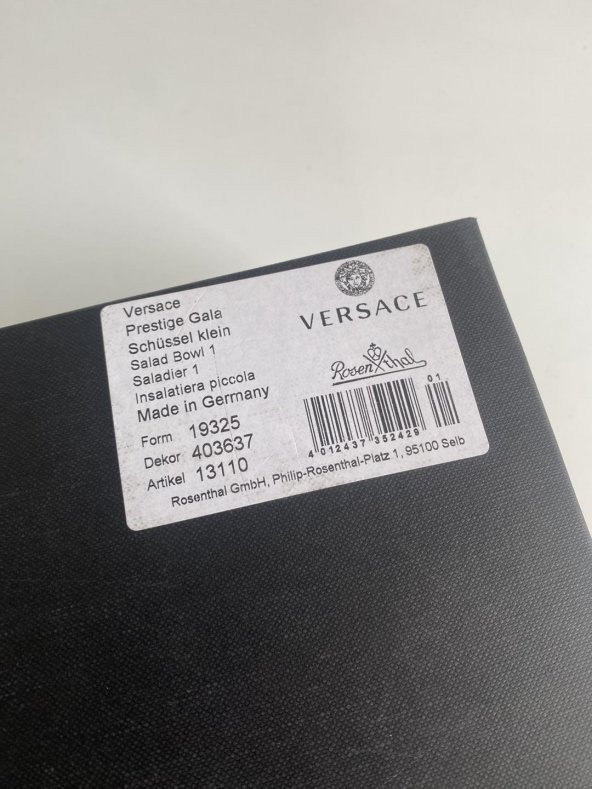 Versace
Prestige Gala
Schüssel klein
Salad Bowl 1
Saladier 1
Insalatiera piccola
Made in Germany
Form 19325
Dekor 403637
Artikel 13110
VERSACE
Rosenthal
01
4 012437 352429
Rosenthal GmbH, Philip-Rosenthal-Platz 1, 95100 Selb